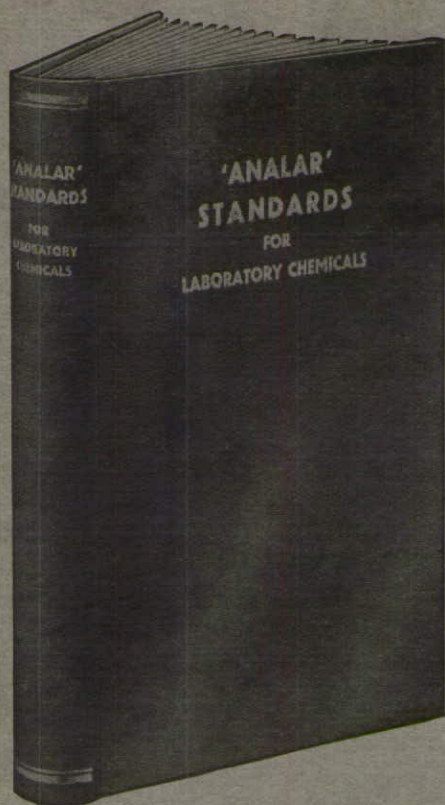 'ANALAR'
STANDARDS
FOR
LABORATORY CHEMICALS
'ANALAR'
STANDARDS
FOR
LABORATORY
CHEMICALS